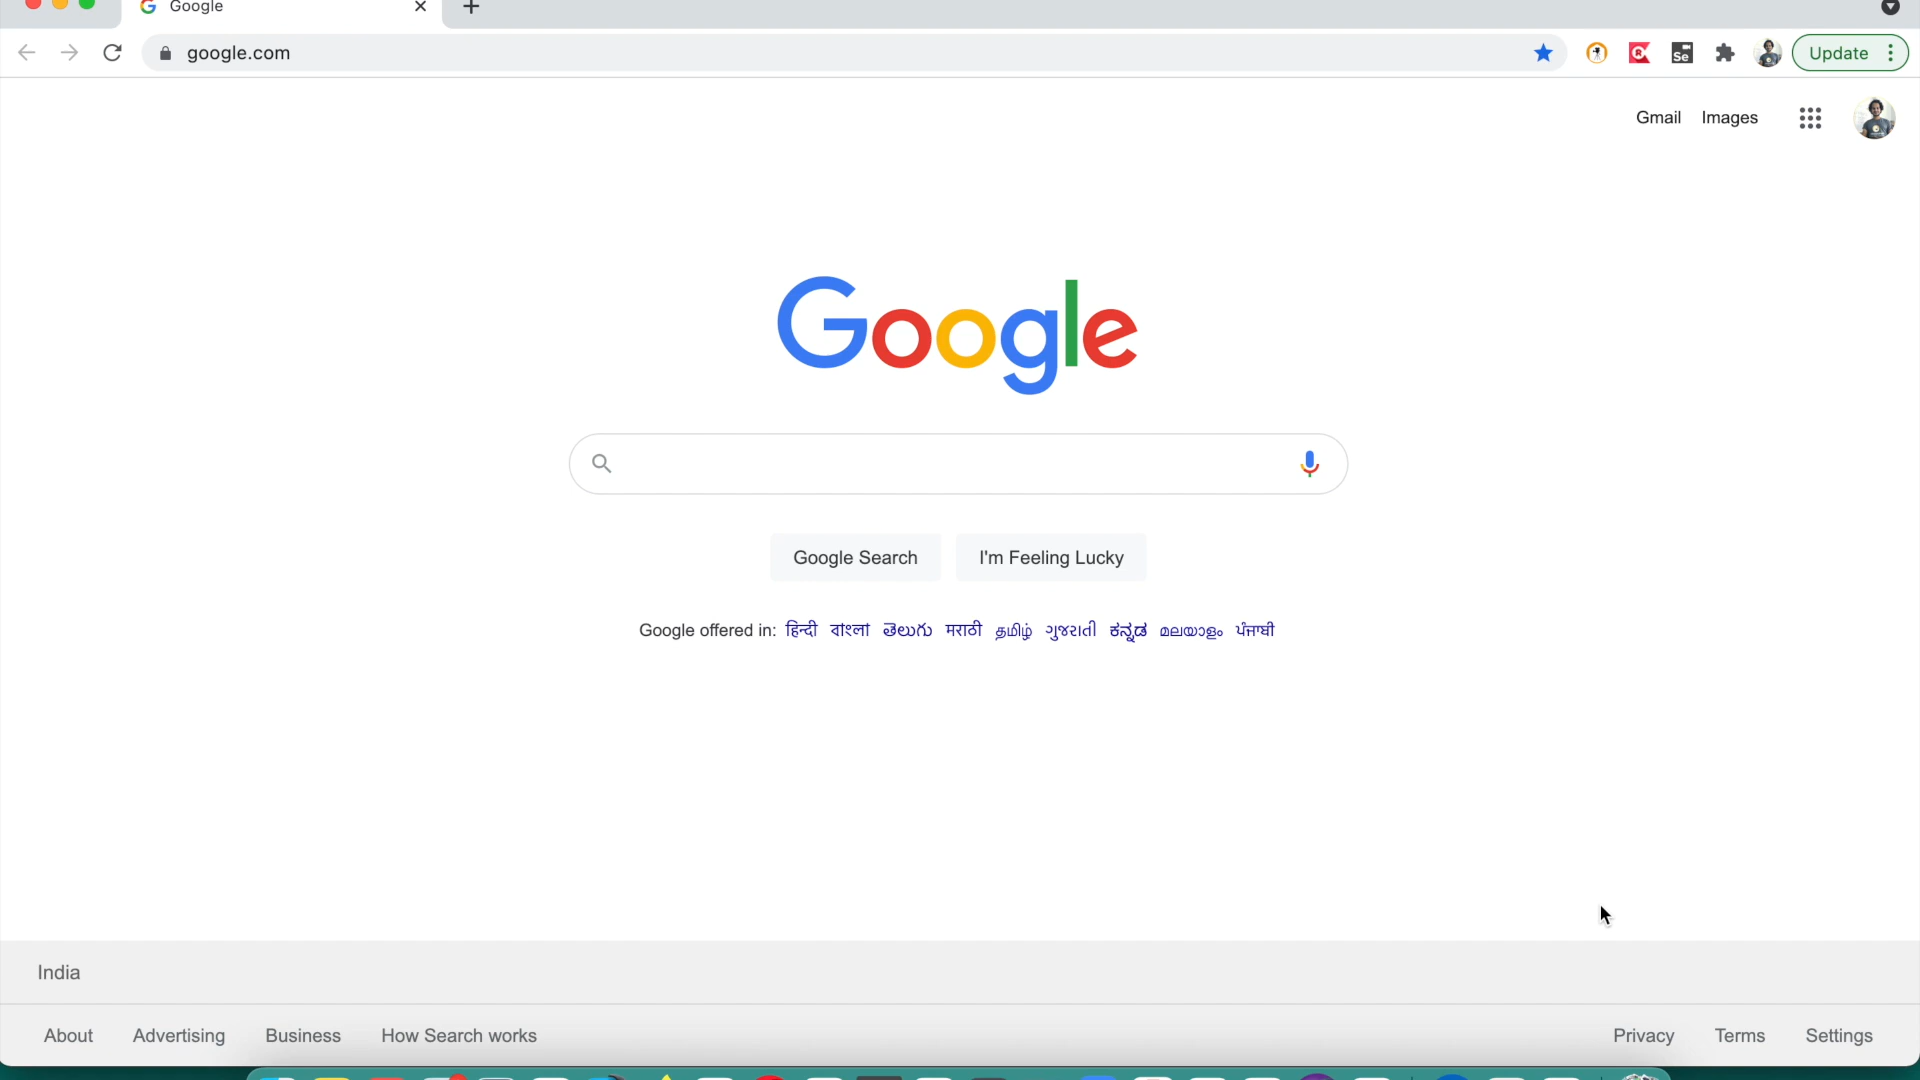 Google
google.com
Update
Gmail Images
Google
Google Search I'm Feeling Lucky
Google offered in: हिन्दी বাংলা తెలుగు मराठी தமிழ் ગુજરાતી ಕನ್ನಡ മലയാളം ਪੰਜਾਬੀ
India
About Advertising Business How Search works Privacy Terms Settings